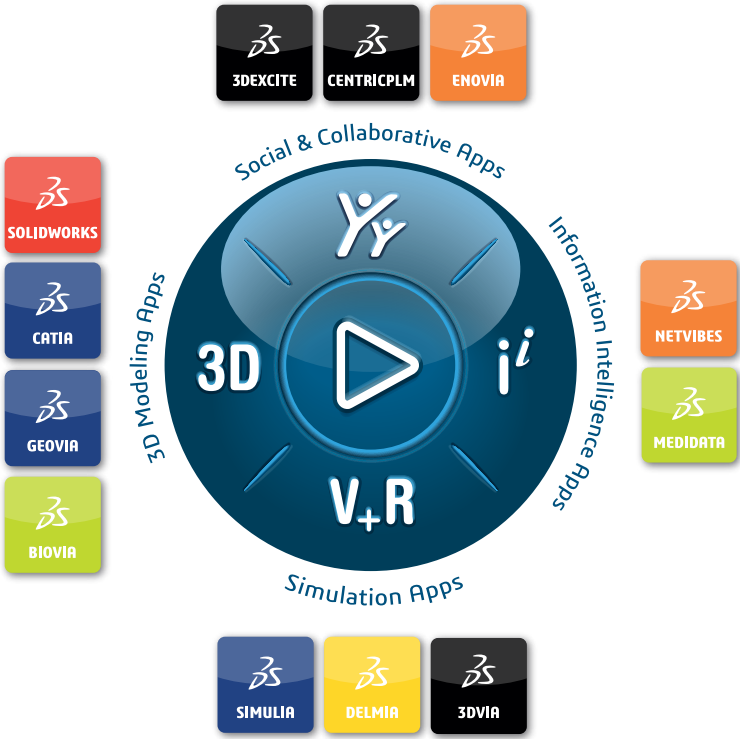 3DEXCITE
CENTRICPLM
ENOVIA
Social & Collaborative Apps
SOLIDWORKS
CATIA
GEOVIA
BIOVIA
3D Modeling Apps
3D
i i
V+R
Information Intelligence Apps
NETVIBES
MEDIDATA
Simulation Apps
SIMULIA
DELMIA
3DVIA